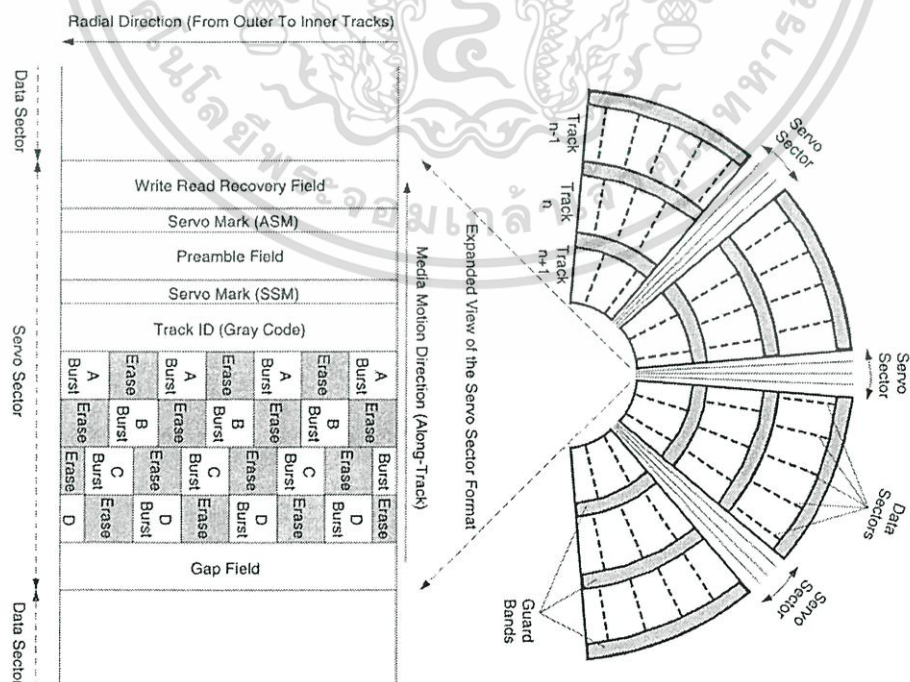 Radial Direction (From Outer To Inner Tracks)
Data Sector
Servo Sector
Data Sector
Write Read Recovery Field
Servo Mark (ASM)
Preamble Field
Servo Mark (SSM)
Track ID (Gray Code)
A
Burst
Erase
A
Burst
Erase
A
Burst
Erase
A
Burst
Erase
B
Burst
Erase
B
Burst
Erase
B
Burst
Erase
Erase
C
Burst
Erase
C
Burst
Erase
C
Burst
Erase
Burst
D
Erase
D
Burst
Erase
D
Burst
Erase
D
Burst
Erase
Gap Field
Media Motion Direction (Along-Track)
Expanded View of the Servo Sector Format
Track
n-1
Track
n
Track
n+1
Servo
Sector
Servo
Sector
Data
Sectors
Servo
Sector
Guard
Bands